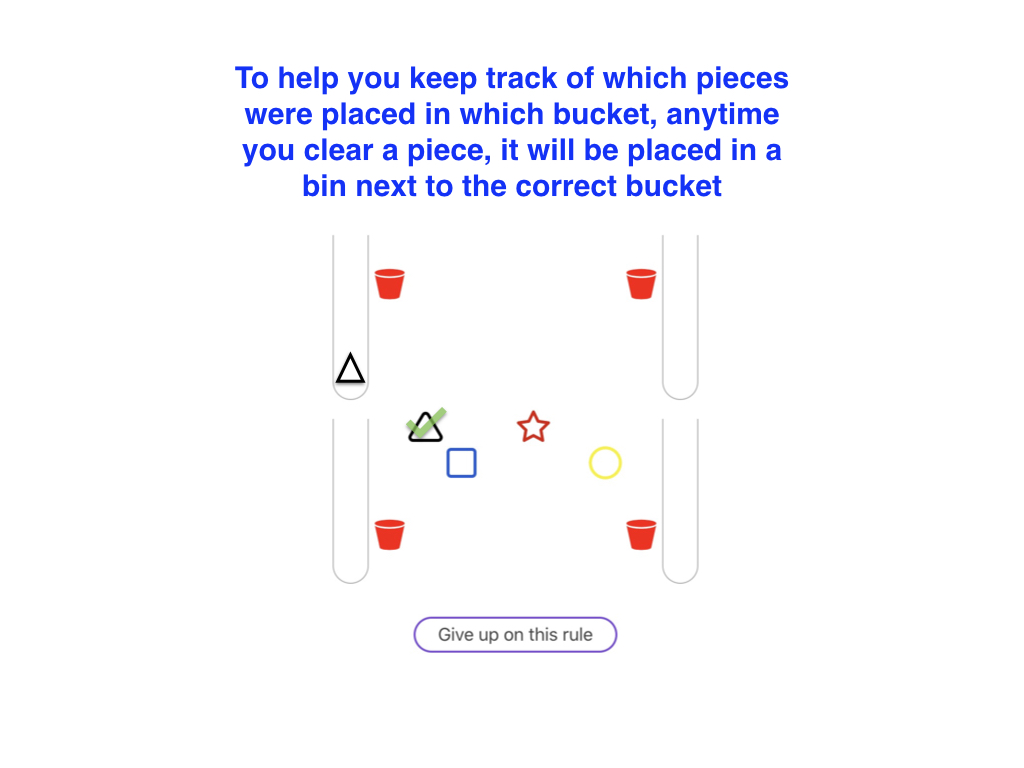 To help you keep track of which pieces
were placed in which bucket, anytime
you clear a piece, it will be placed in a
bin next to the correct bucket
Give up on this rule